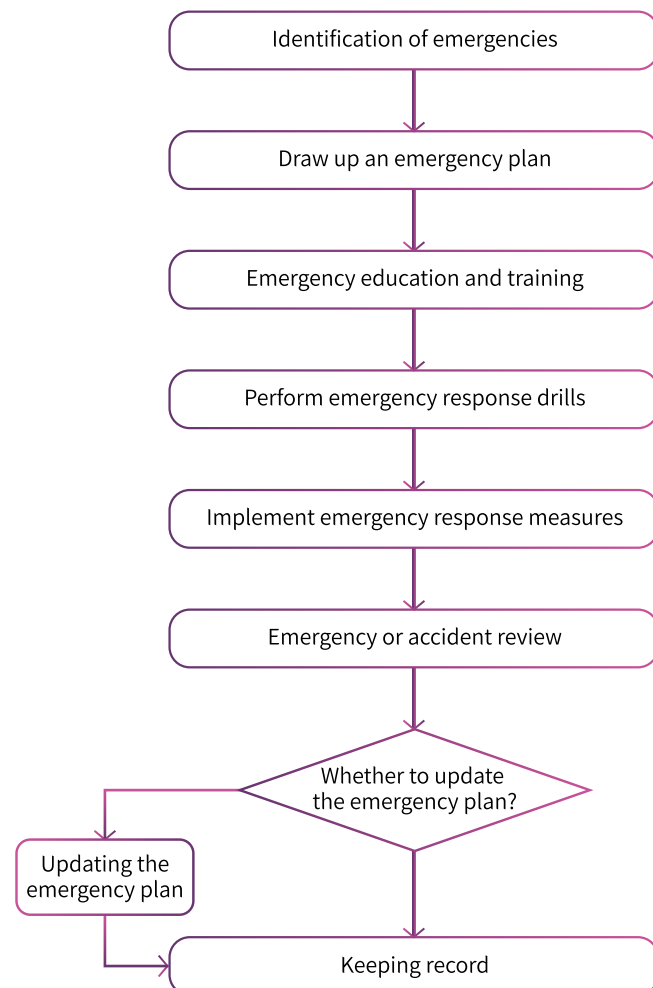 Identification of emergencies
Draw up an emergency plan
Emergency education and training
Perform emergency response drills
Implement emergency response measures
Emergency or accident review
Whether to update
the emergency plan?
Updating the
emergency plan
Keeping record